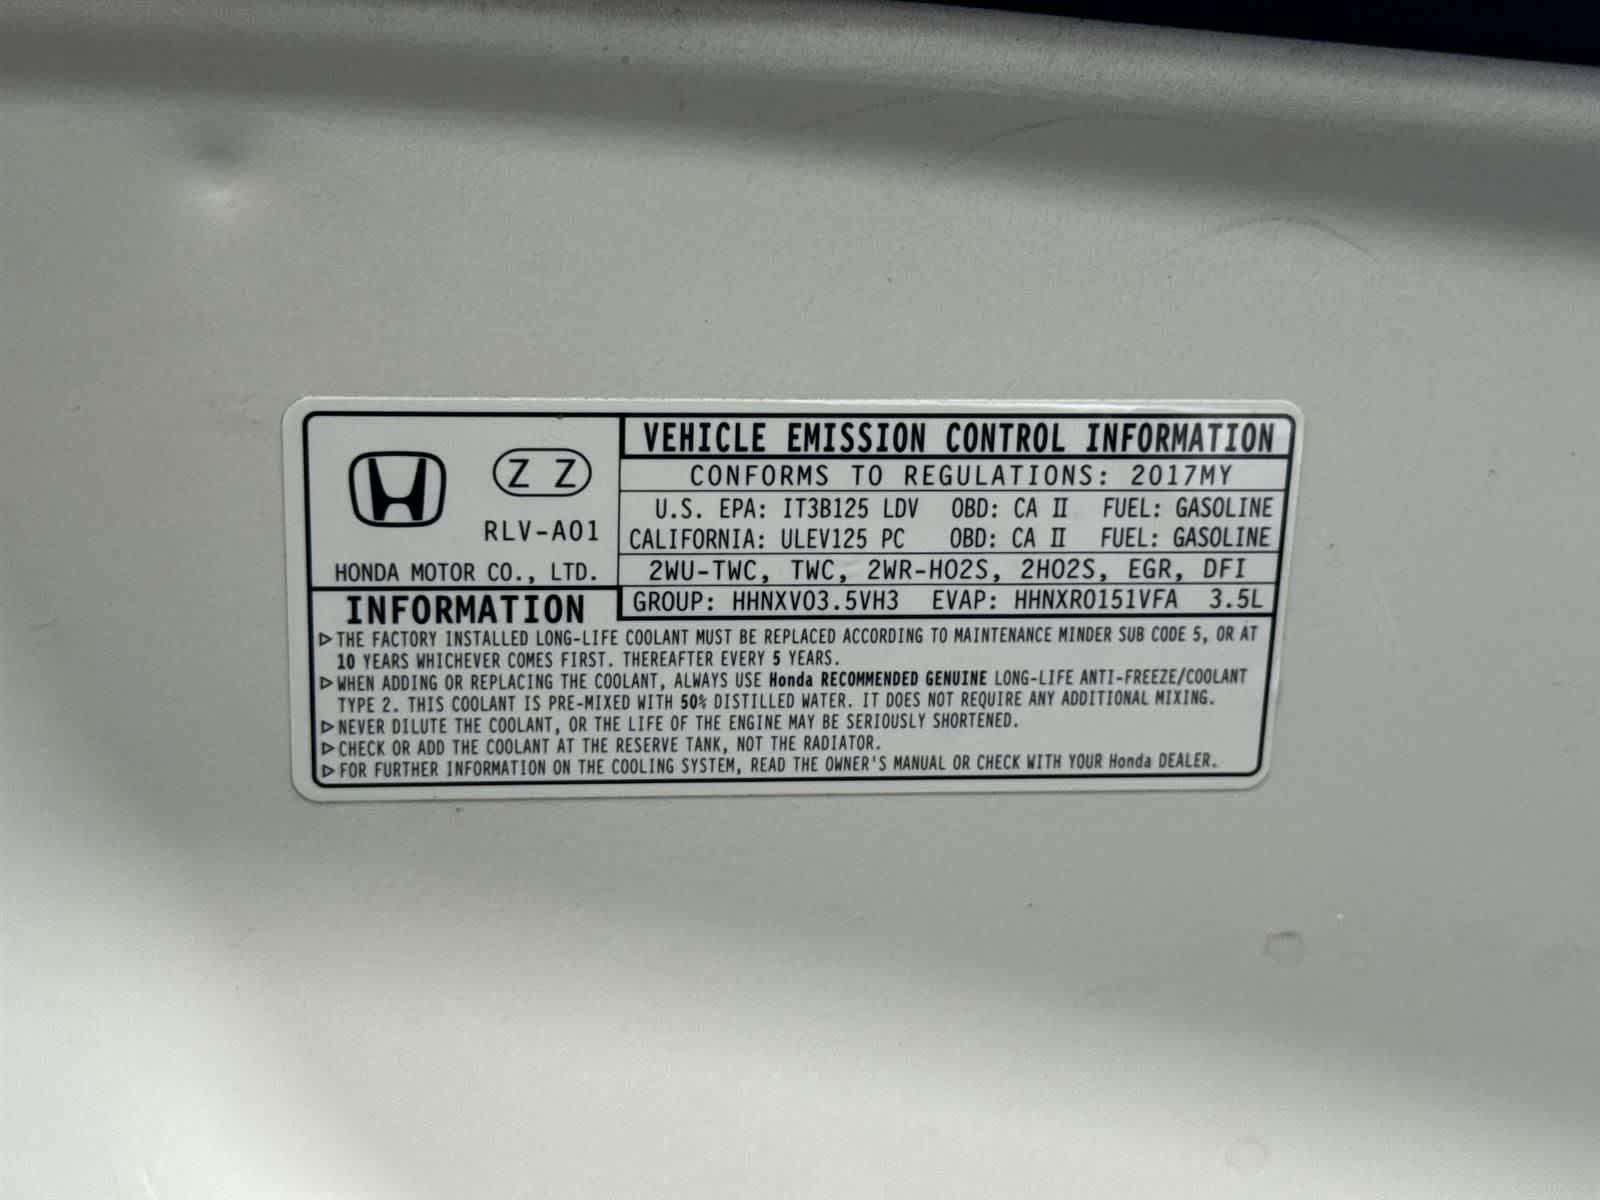 VEHICLE EMISSION CONTROL INFORMATION
Z Z
RLV-A01
HONDA MOTOR CO., LTD.
CONFORMS TO REGULATIONS: 2017MY
U.S. EPA: IT3B125 LDV OBD: CA II FUEL: GASOLINE
CALIFORNIA: ULEV125 PC OBD: CA II FUEL: GASOLINE
2WU-TWC, TWC, 2WR-HO2S, 2HO2S, EGR, DFI
GROUP: HHNXV03.5VH3 EVAP: HHNXR0151VFA 3.5L
INFORMATION
▷THE FACTORY INSTALLED LONG-LIFE COOLANT MUST BE REPLACED ACCORDING TO MAINTENANCE MINDER SUB CODE 5, OR AT
10 YEARS WHICHEVER COMES FIRST. THEREAFTER EVERY 5 YEARS.
▷WHEN ADDING OR REPLACING THE COOLANT, ALWAYS USE Honda RECOMMENDED GENUINE LONG-LIFE ANTI-FREEZE/COOLANT
TYPE 2. THIS COOLANT IS PRE-MIXED WITH 50% DISTILLED WATER. IT DOES NOT REQUIRE ANY ADDITIONAL MIXING.
▷NEVER DILUTE THE COOLANT, OR THE LIFE OF THE ENGINE MAY BE SERIOUSLY SHORTENED.
▷CHECK OR ADD THE COOLANT AT THE RESERVE TANK, NOT THE RADIATOR.
▷FOR FURTHER INFORMATION ON THE COOLING SYSTEM, READ THE OWNER'S MANUAL OR CHECK WITH YOUR Honda DEALER.